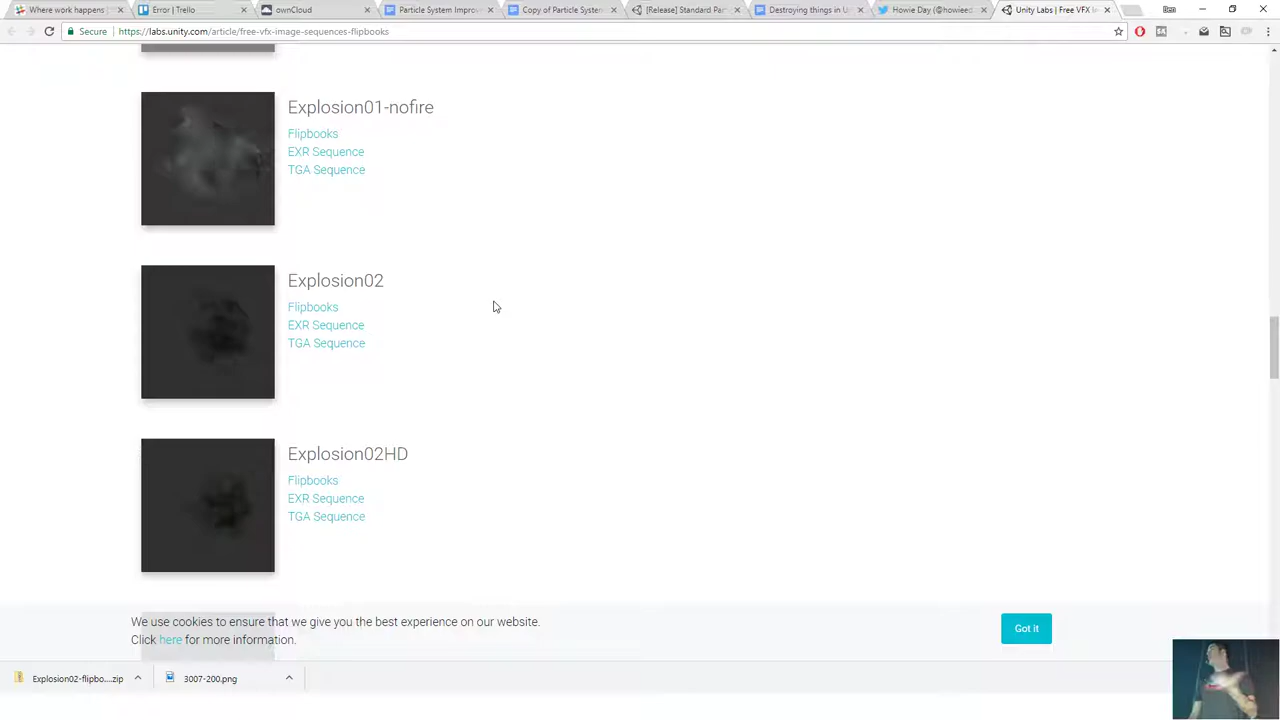 Where work happens
Error | Trello
ownCloud
Particle System Improv
Copy of Particle System
[Release] Standard Par
Destroying things in U
Howie Day (@howied
Unity Labs | Free VFX I
Secure
https://labs.unity.com/article/free-vfx-image-sequences-flipbooks
Explosion01-nofire
Flipbooks
EXR Sequence
TGA Sequence
Explosion02
Flipbooks
EXR Sequence
TGA Sequence
Explosion02HD
Flipbooks
EXR Sequence
TGA Sequence
We use cookies to ensure that we give you the best experience on our website.
Click here for more information.
Got it
Explosion02-flipbo....zip
3007-200.png